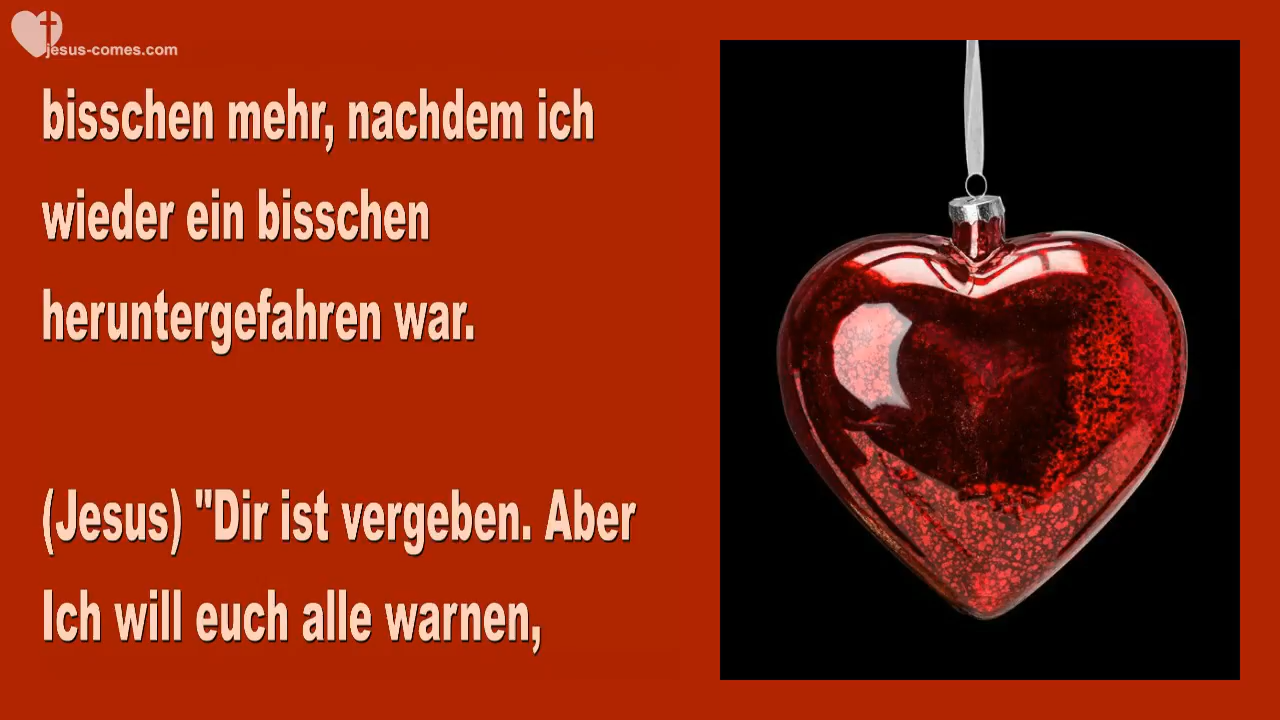 jesus-comes.com
bisschen mehr, nachdem ich
wieder ein bisschen
heruntergefahren war.
(Jesus) "Dir ist vergeben. Aber
Ich will euch alle warnen,